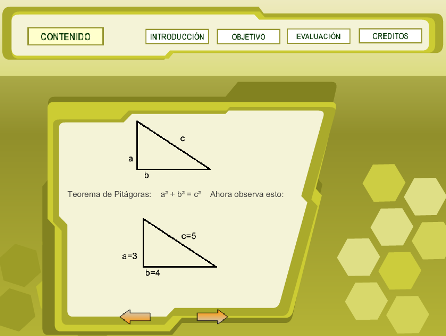 CONTENIDO
INTRODUCCIÓN
OBJETIVO
EVALUACIÓN
CREDITOS
c
a
b
Teorema de Pitágoras: a² + b² = c² Ahora observa esto:
c=5
a=3
b=4